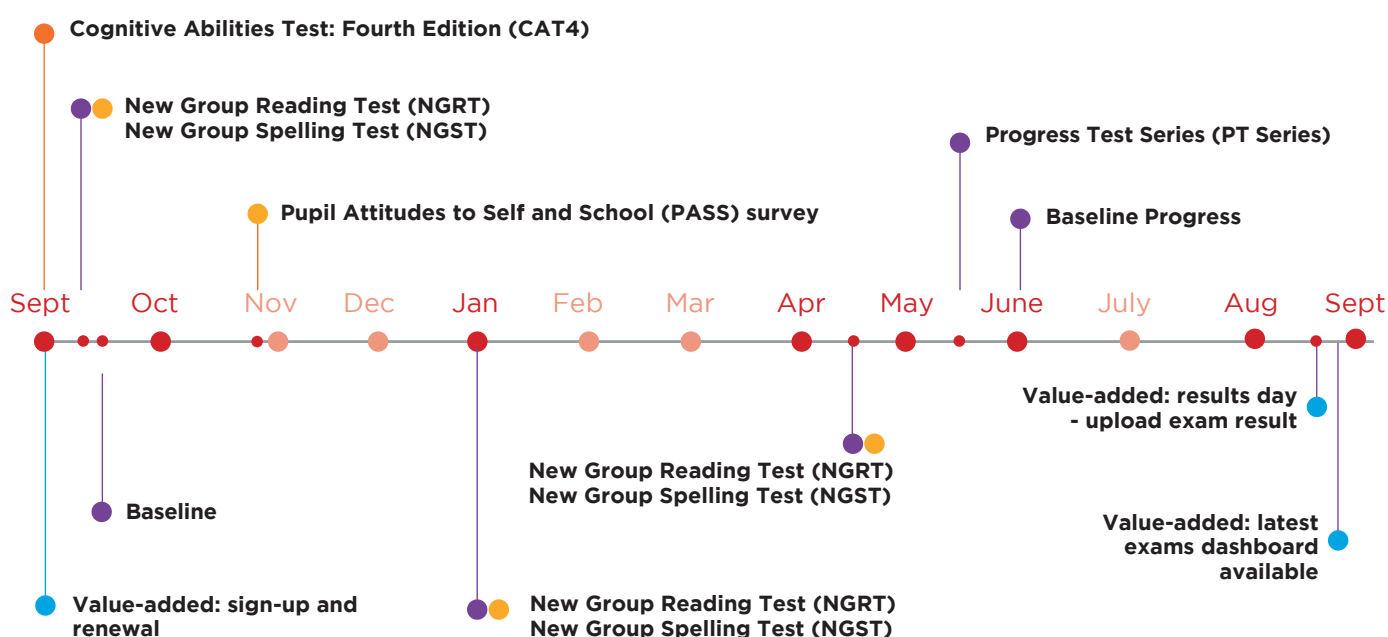 Cognitive Abilities Test: Fourth Edition (CAT4)
New Group Reading Test (NGRT)
New Group Spelling Test (NGST)
Progress Test Series (PT Series)
Pupil Attitudes to Self and School (PASS) survey
Baseline Progress
Sept Oct Nov Dec Jan Feb Mar Apr May June July Aug Sept
Value-added: results day
- upload exam result
New Group Reading Test (NGRT)
New Group Spelling Test (NGST)
Baseline
Value-added: latest
exams dashboard
available
Value-added: sign-up and
renewal
New Group Reading Test (NGRT)
New Group Spelling Test (NGST)